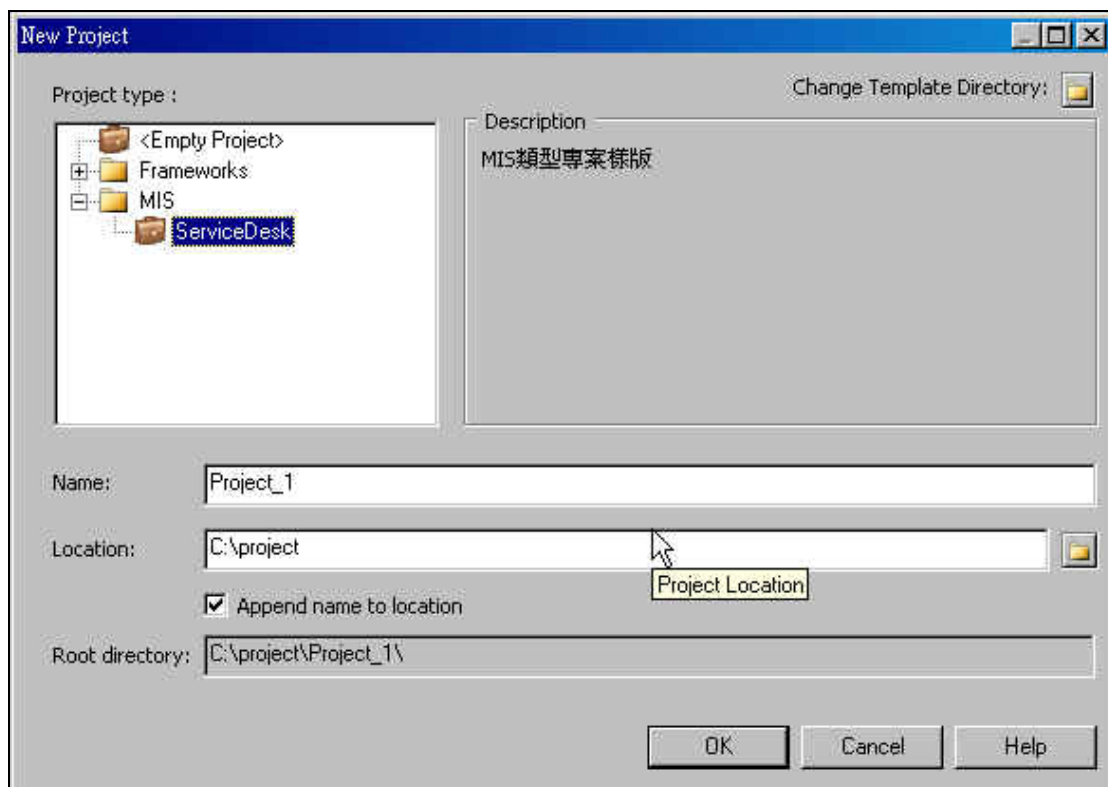 New Project
Project type :
Change Template Directory:
<Empty Project>
Frameworks
MIS
ServiceDesk
Description
MIS類型專案樣版
Name:
Project_1
Location:
C:\project
Project Location
Append name to location
Root directory:
C:\project\Project_1\
OK
Cancel
Help